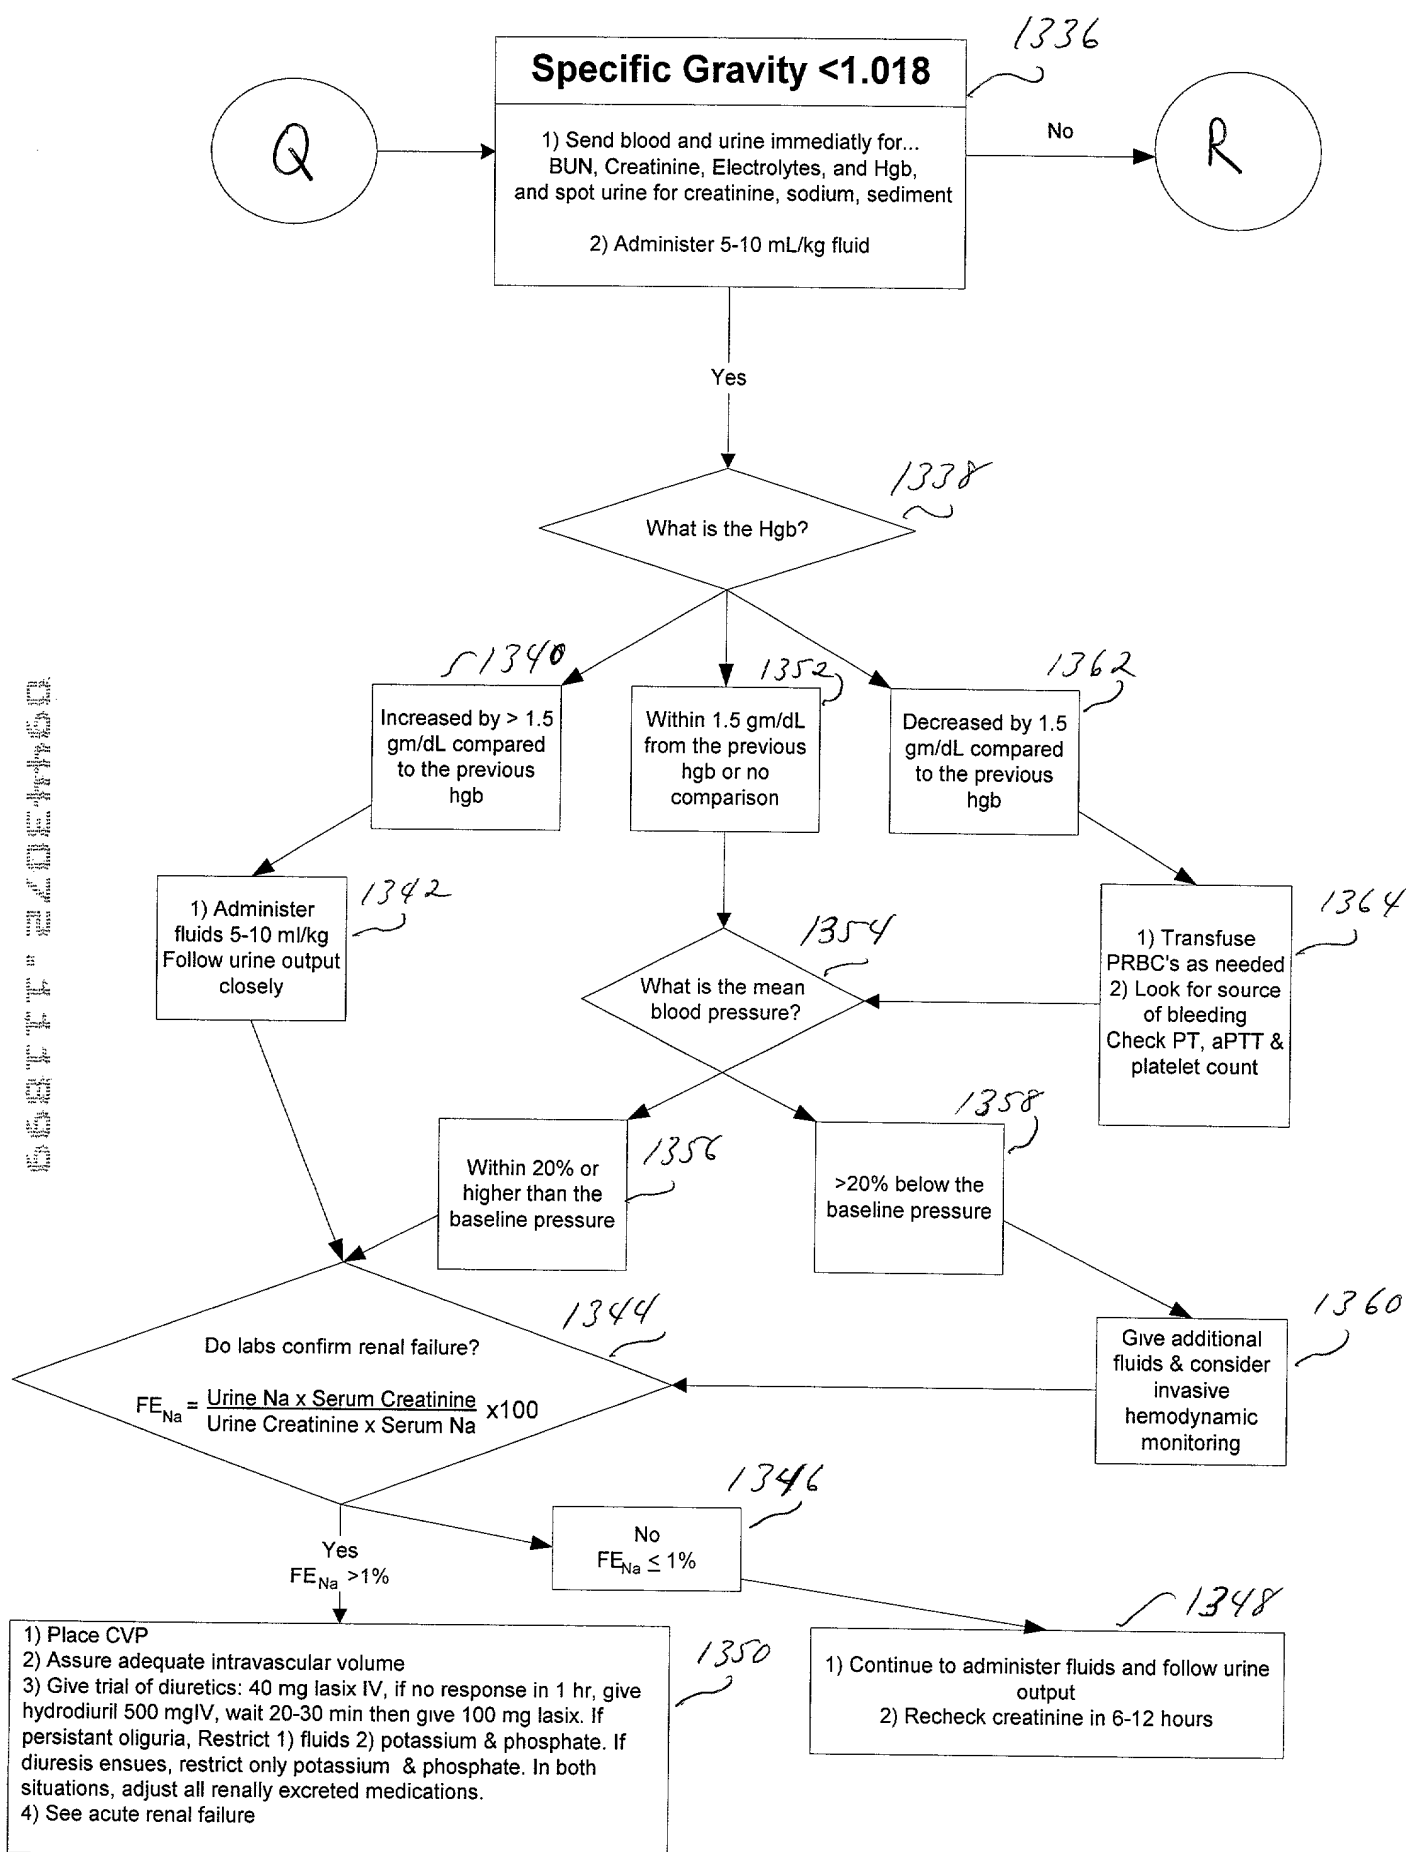 1336
Specific Gravity <1.018
Q
1) Send blood and urine immediatly for...
BUN, Creatinine, Electrolytes, and Hgb,
and spot urine for creatinine, sodium, sediment
2) Administer 5-10 mL/kg fluid
No
R
Yes
1338
What is the Hgb?
1340
1352
1362
Increased by > 1.5
gm/dL compared
to the previous
hgb
Within 1.5 gm/dL
from the previous
hgb or no
comparison
Decreased by 1.5
gm/dL compared
to the previous
hgb
1342
1) Administer
fluids 5-10 ml/kg
Follow urine output
closely
1354
What is the mean
blood pressure?
1364
1) Transfuse
PRBC's as needed
2) Look for source
of bleeding
Check PT, aPTT &
platelet count
1356
Within 20% or
higher than the
baseline pressure
1358
>20% below the
baseline pressure
1344
Do labs confirm renal failure?
FENa = Urine Na x Serum Creatinine x100
Urine Creatinine x Serum Na
1360
Give additional
fluids & consider
invasive
hemodynamic
monitoring
1346
No
FENa ≤ 1%
Yes
FENa >1%
1348
1) Continue to administer fluids and follow urine
output
2) Recheck creatinine in 6-12 hours
1350
1) Place CVP
2) Assure adequate intravascular volume
3) Give trial of diuretics: 40 mg lasix IV, if no response in 1 hr, give
hydrodiuril 500 mgIV, wait 20-30 min then give 100 mg lasix. If
persistant oliguria, Restrict 1) fluids 2) potassium & phosphate. If
diuresis ensues, restrict only potassium & phosphate. In both
situations, adjust all renally excreted medications.
4) See acute renal failure